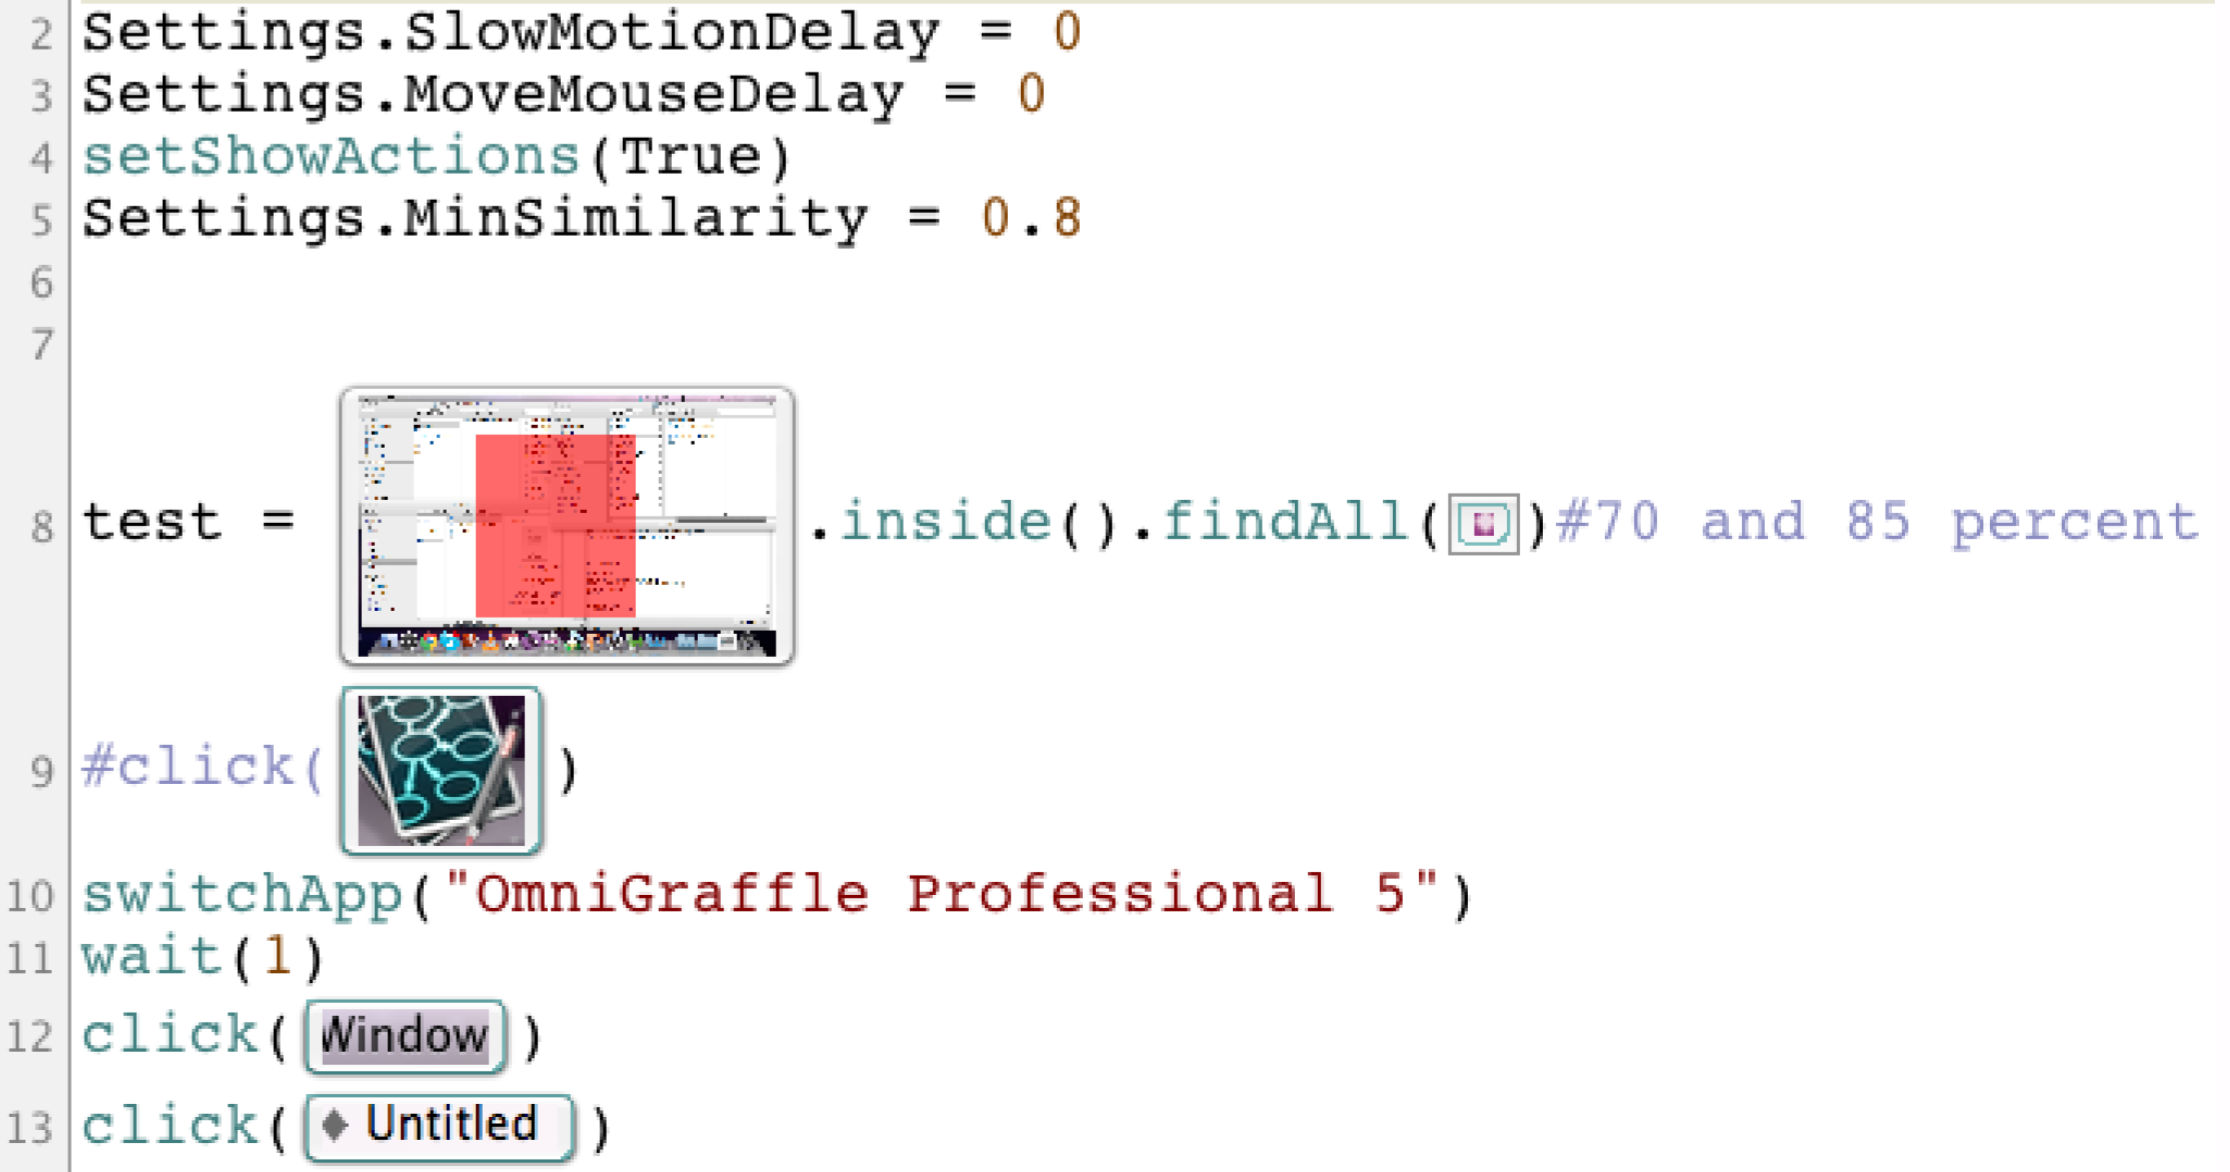 2 Settings.SlowMotionDelay = 0
3 Settings.MoveMouseDelay = 0
4 setShowActions(True)
5 Settings.MinSimilarity = 0.8
6
7
8 test = .inside().findAll( )#70 and 85 percent
9 #click( )
10 switchApp("OmniGraffle Professional 5")
11 wait(1)
12 click( Window )
13 click( ♦ Untitled )